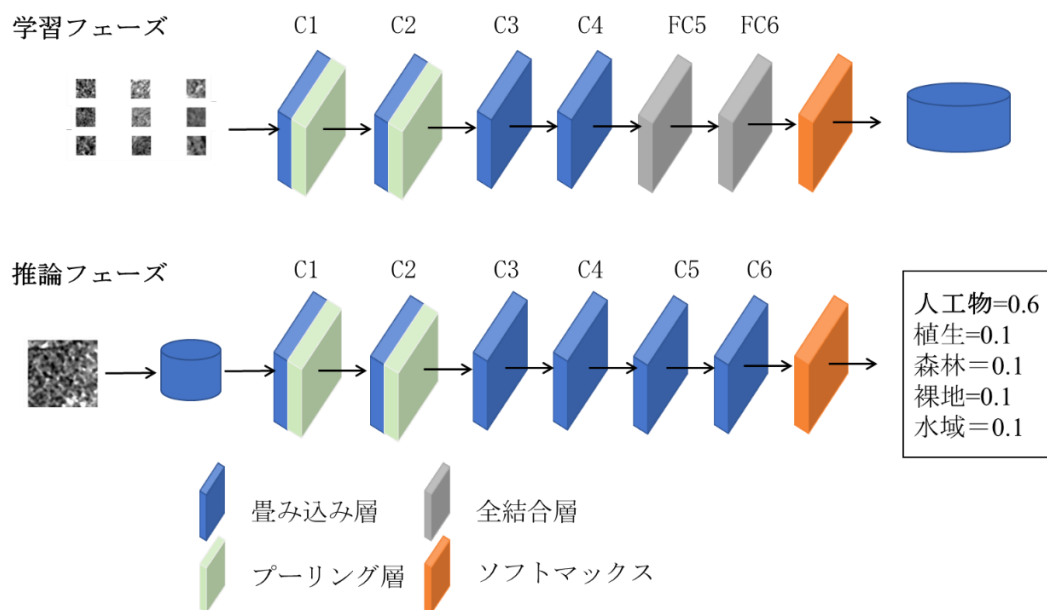 学習フェーズ
C1 C2 C3 C4 FC5 FC6
推論フェーズ
C1 C2 C3 C4 C5 C6
人工物=0.6
植生=0.1
森林＝0.1
裸地=0.1
水域＝0.1
畳み込み層 全結合層
プーリング層 ソフトマックス